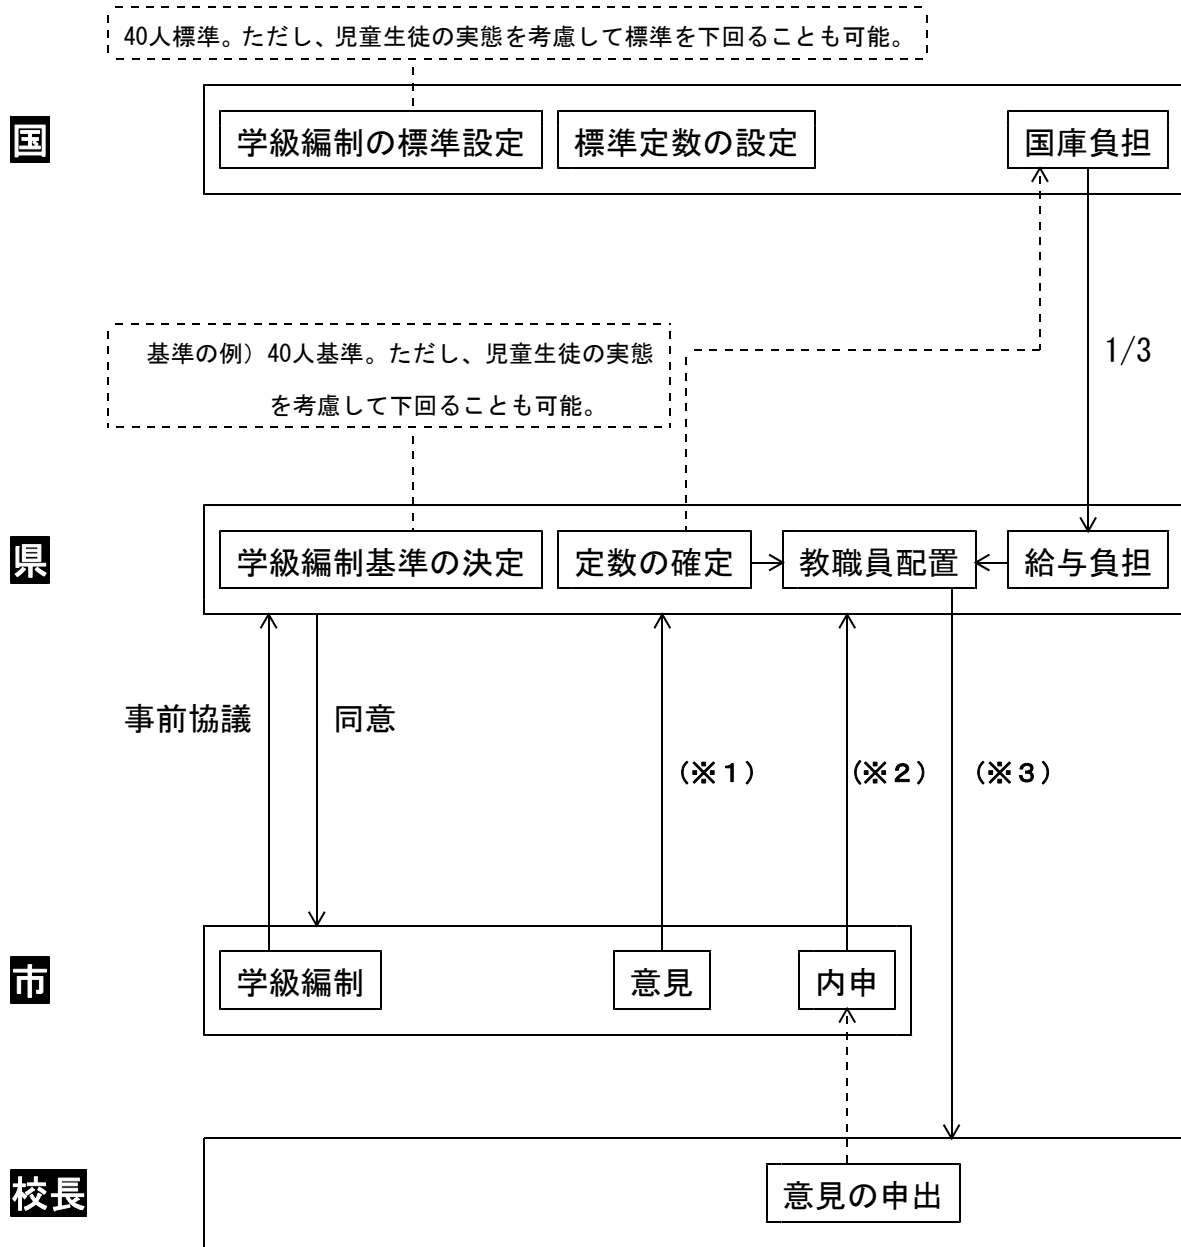 40人標準。ただし、児童生徒の実態を考慮して標準を下回ることも可能。
国
学級編制の標準設定
標準定数の設定
国庫負担
基準の例）40人基準。ただし、児童生徒の実態
を考慮して下回ることも可能。
1/3
県
学級編制基準の決定
定数の確定
教職員配置
給与負担
事前協議
同意
(※１)
(※２)
(※３)
市
学級編制
意見
内申
校長
意見の申出